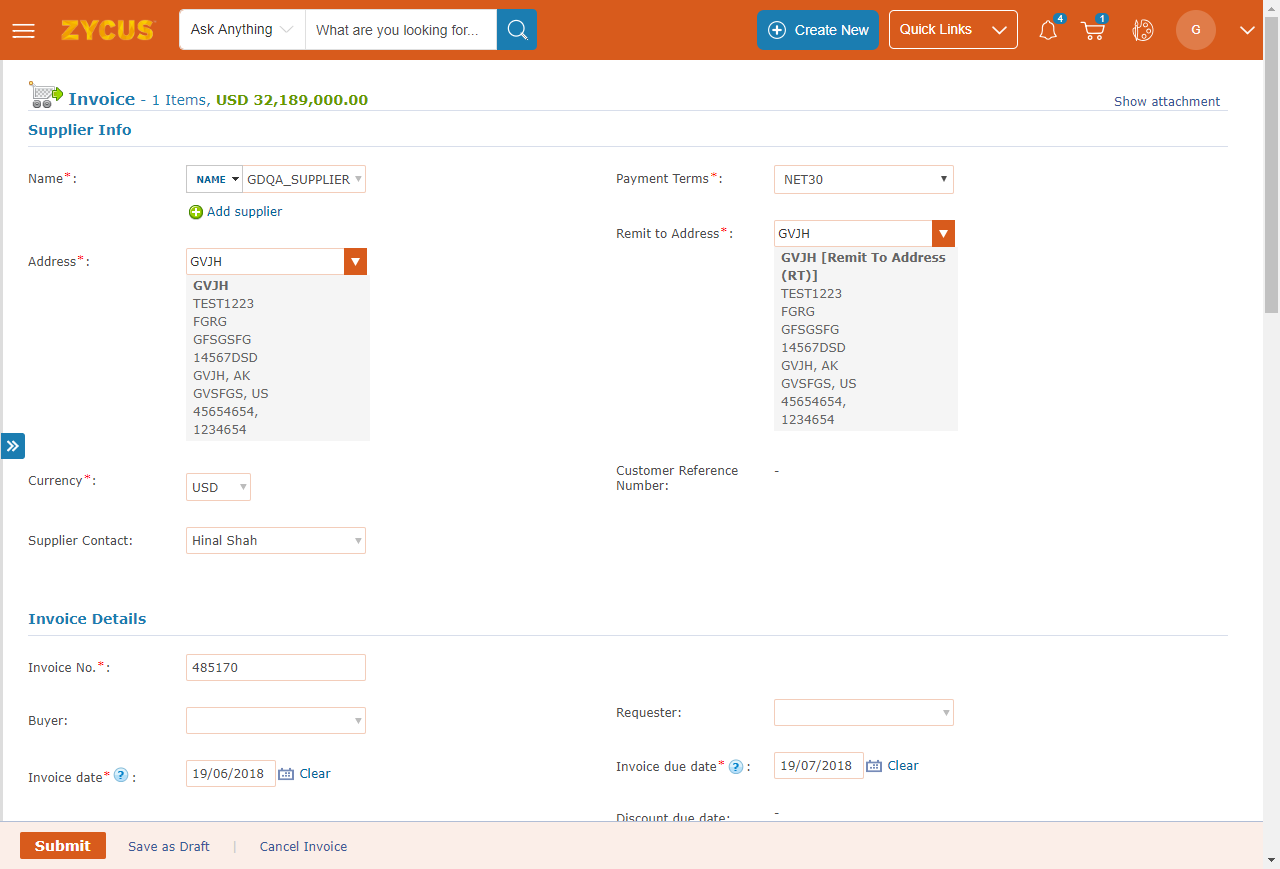 ZYCUS Ask Anything What are you looking for... Create New Quick Links 4 1 G
Invoice - 1 Items, USD 32,189,000.00
Show attachment
Supplier Info
Name*: NAME GDQA_SUPPLIER
Add supplier
Payment Terms*: NET30
Remit to Address*: GVJH
GVJH [Remit To Address
(RT)]
TEST1223
FGRG
GFSGSFG
14567DSD
GVJH, AK
GVSFGS, US
45654654,
1234654
Address*: GVJH
GVJH
TEST1223
FGRG
GFSGSFG
14567DSD
GVJH, AK
GVSFGS, US
45654654,
1234654
Currency*: USD
Customer Reference
Number: -
Supplier Contact: Hinal Shah
Invoice Details
Invoice No.*: 485170
Buyer:
Requester:
Invoice date* ? : 19/06/2018 Clear
Invoice due date* ? : 19/07/2018 Clear
Discount due date: -
Submit Save as Draft | Cancel Invoice